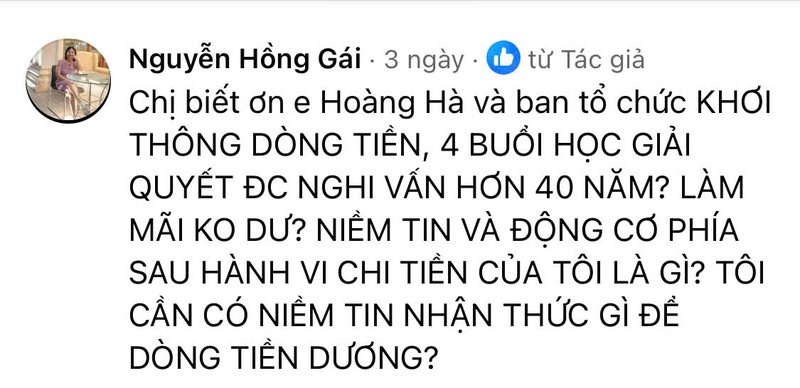 Nguyễn Hồng Gái · 3 ngày · từ Tác giả
Chị biết ơn e Hoàng Hà và ban tổ chức KHƠI
THÔNG DÒNG TIỀN, 4 BUỔI HỌC GIẢI
QUYẾT ĐC NGHI VẤN HƠN 40 NĂM? LÀM
MÃI KO DƯ? NIỀM TIN VÀ ĐỘNG CƠ PHÍA
SAU HÀNH VI CHI TIỀN CỦA TÔI LÀ GÌ? TÔI
CẦN CÓ NIỀM TIN NHẬN THỨC GÌ ĐỂ
DÒNG TIỀN DƯƠNG?